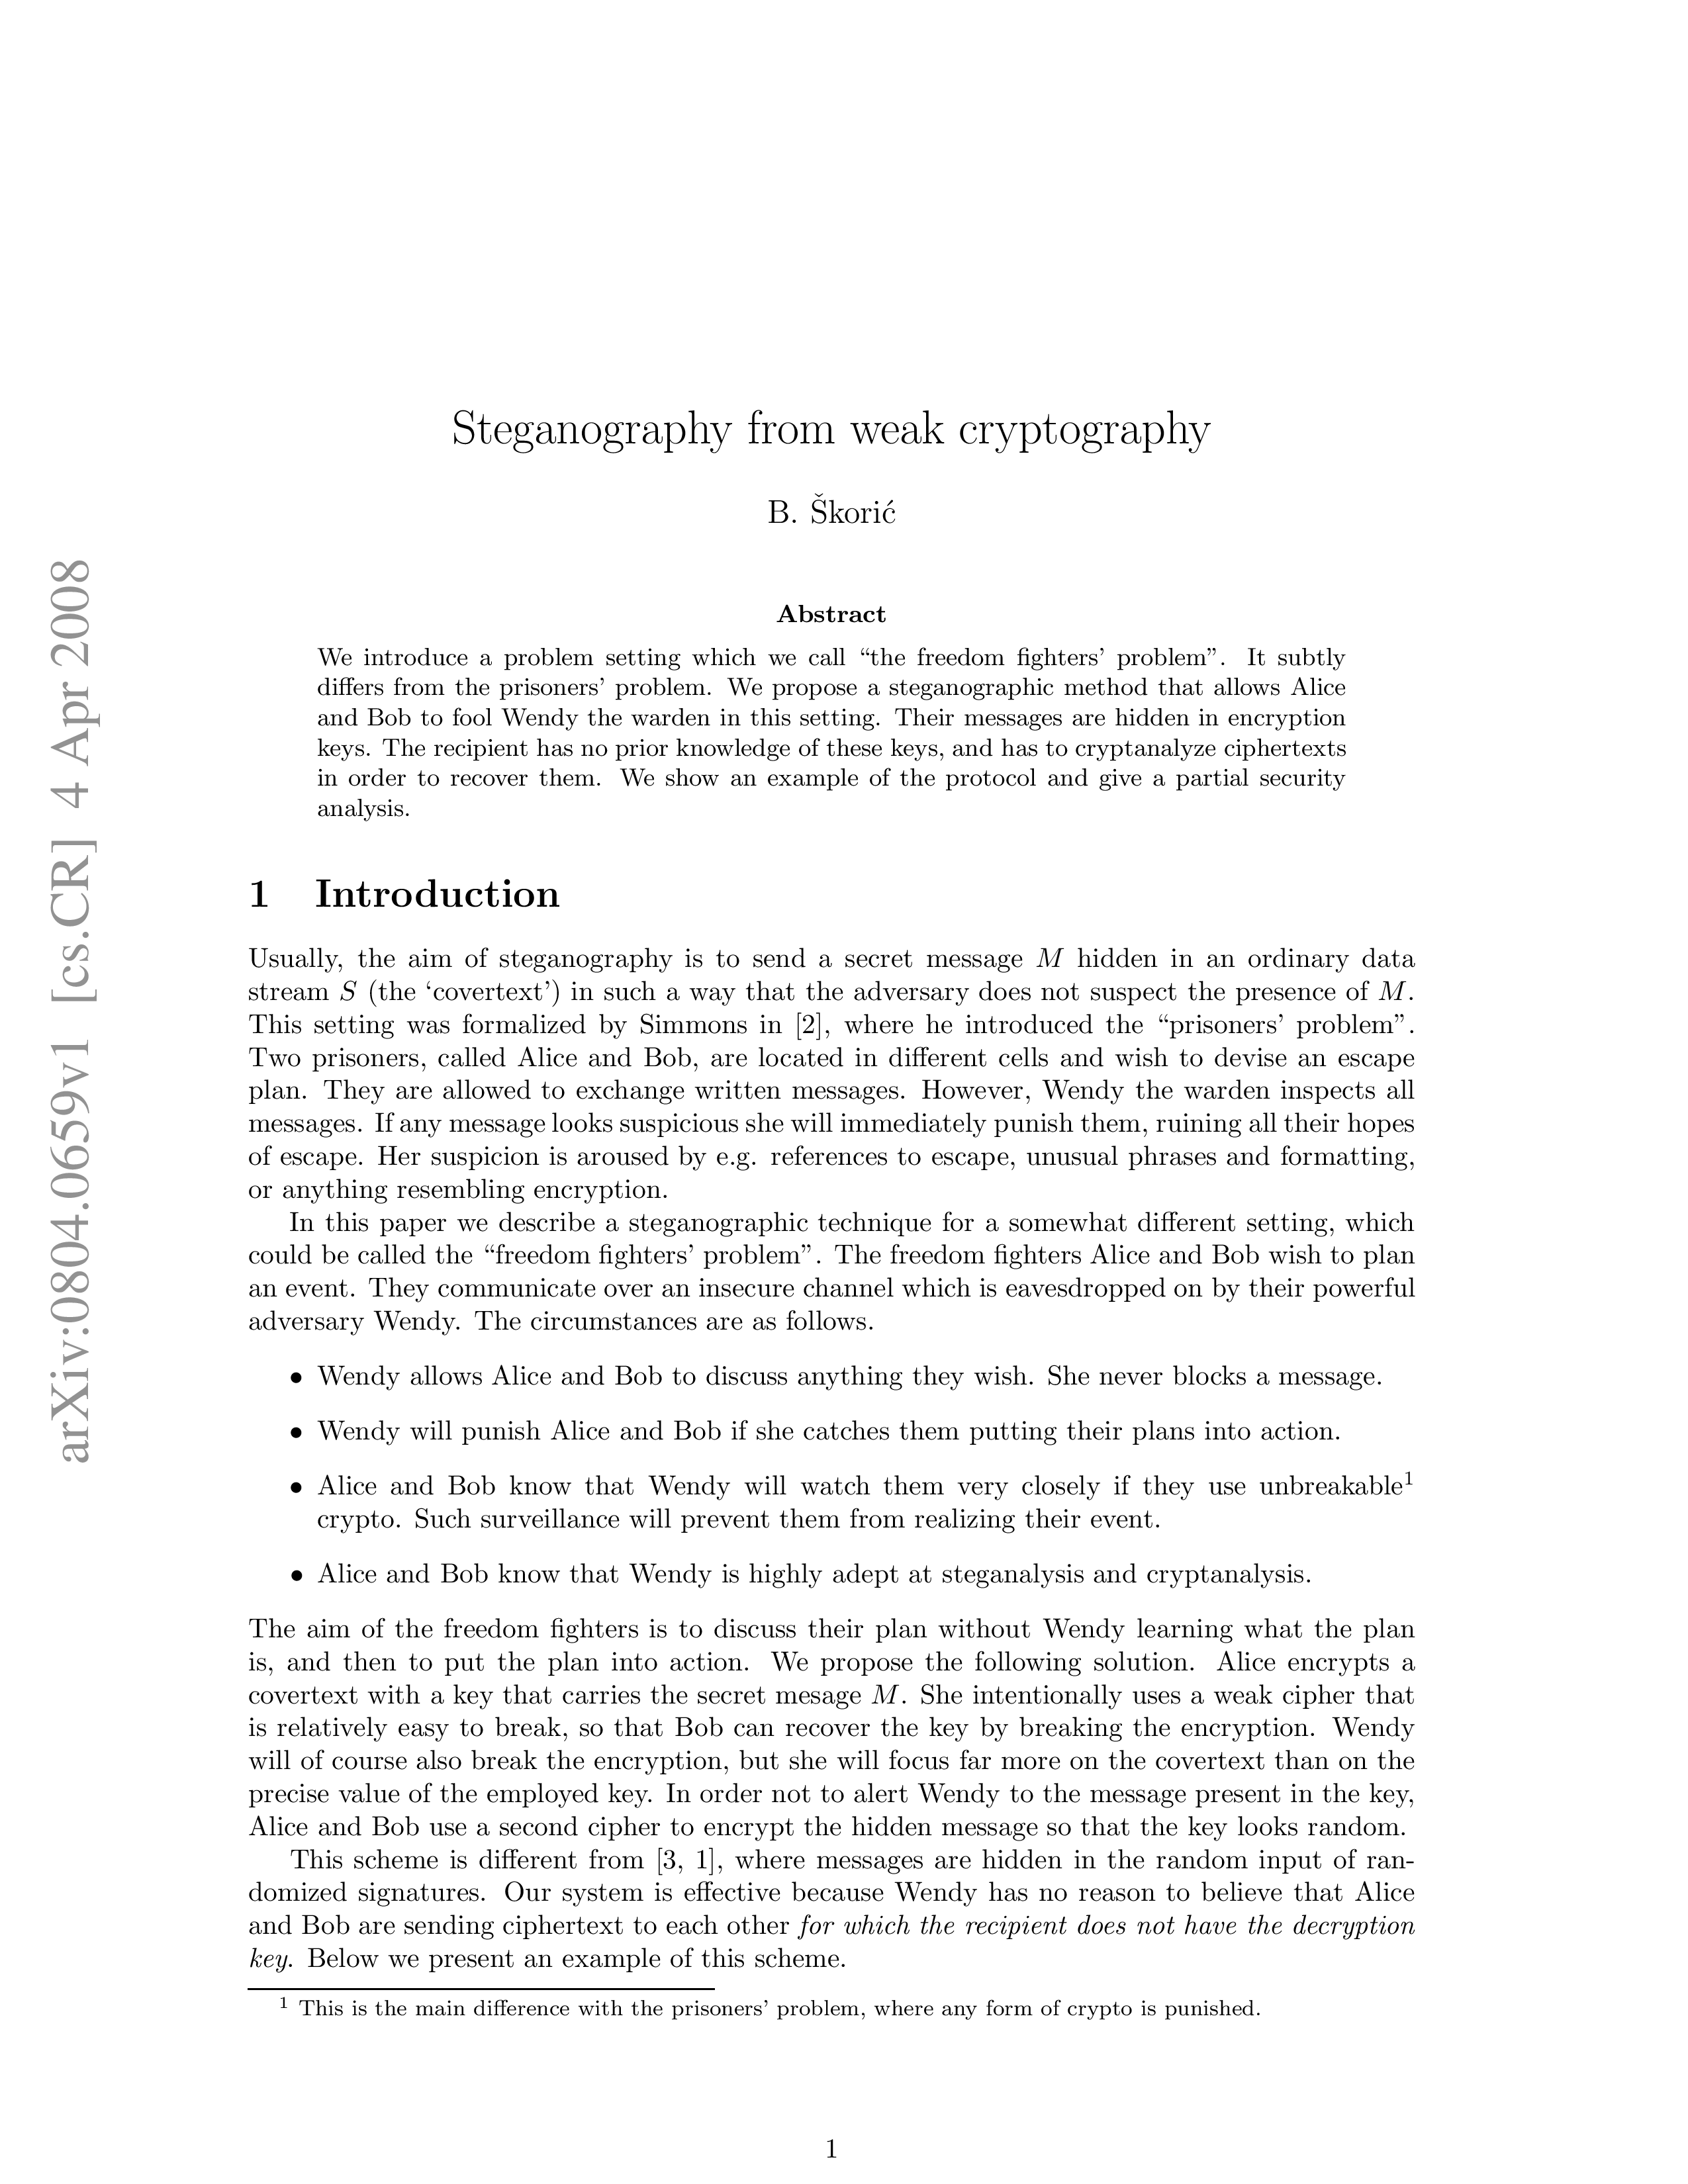 arXiv:0804.0659v1 [cs.CR] 4 Apr 2008
Steganography from weak cryptography
B. Škorić
Abstract
We introduce a problem setting which we call “the freedom fighters’ problem”. It subtly
differs from the prisoners’ problem. We propose a steganographic method that allows Alice
and Bob to fool Wendy the warden in this setting. Their messages are hidden in encryption
keys. The recipient has no prior knowledge of these keys, and has to cryptanalyze ciphertexts
in order to recover them. We show an example of the protocol and give a partial security
analysis.
1 Introduction
Usually, the aim of steganography is to send a secret message M hidden in an ordinary data
stream S (the ‘covertext’) in such a way that the adversary does not suspect the presence of M.
This setting was formalized by Simmons in [2], where he introduced the “prisoners’ problem”.
Two prisoners, called Alice and Bob, are located in different cells and wish to devise an escape
plan. They are allowed to exchange written messages. However, Wendy the warden inspects all
messages. If any message looks suspicious she will immediately punish them, ruining all their hopes
of escape. Her suspicion is aroused by e.g. references to escape, unusual phrases and formatting,
or anything resembling encryption.
In this paper we describe a steganographic technique for a somewhat different setting, which
could be called the “freedom fighters’ problem”. The freedom fighters Alice and Bob wish to plan
an event. They communicate over an insecure channel which is eavesdropped on by their powerful
adversary Wendy. The circumstances are as follows.
• Wendy allows Alice and Bob to discuss anything they wish. She never blocks a message.
• Wendy will punish Alice and Bob if she catches them putting their plans into action.
• Alice and Bob know that Wendy will watch them very closely if they use unbreakable¹
crypto. Such surveillance will prevent them from realizing their event.
• Alice and Bob know that Wendy is highly adept at steganalysis and cryptanalysis.
The aim of the freedom fighters is to discuss their plan without Wendy learning what the plan
is, and then to put the plan into action. We propose the following solution. Alice encrypts a
covertext with a key that carries the secret mesage M. She intentionally uses a weak cipher that
is relatively easy to break, so that Bob can recover the key by breaking the encryption. Wendy
will of course also break the encryption, but she will focus far more on the covertext than on the
precise value of the employed key. In order not to alert Wendy to the message present in the key,
Alice and Bob use a second cipher to encrypt the hidden message so that the key looks random.
This scheme is different from [3, 1], where messages are hidden in the random input of ran-
domized signatures. Our system is effective because Wendy has no reason to believe that Alice
and Bob are sending ciphertext to each other for which the recipient does not have the decryption
key. Below we present an example of this scheme.
¹ This is the main difference with the prisoners’ problem, where any form of crypto is punished.
1